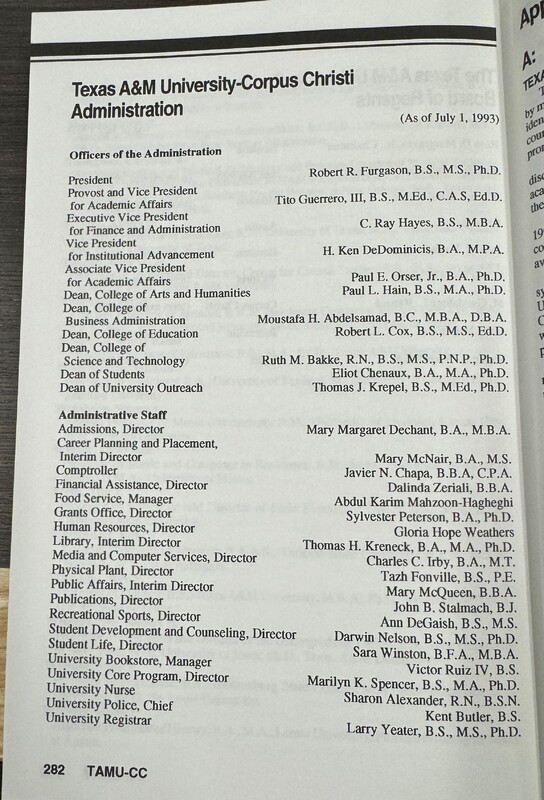 Texas A&M University-Corpus Christi
Administration
(As of July 1, 1993)
Officers of the Administration
President Robert R. Furgason, B.S., M.S., Ph.D.
Provost and Vice President
for Academic Affairs Tito Guerrero, III, B.S., M.Ed., C.A.S, Ed.D.
Executive Vice President
for Finance and Administration C. Ray Hayes, B.S., M.B.A.
Vice President
for Institutional Advancement H. Ken DeDominicis, B.A., M.P.A.
Associate Vice President
for Academic Affairs Paul E. Orser, Jr., B.A., Ph.D.
Dean, College of Arts and Humanities Paul L. Hain, B.S., M.A., Ph.D.
Dean, College of
Business Administration Moustafa H. Abdelsamad, B.C., M.B.A., D.B.A.
Dean, College of Education Robert L. Cox, B.S., M.S., Ed.D.
Dean, College of
Science and Technology Ruth M. Bakke, R.N., B.S., M.S., P.N.P., Ph.D.
Dean of Students Eliot Chenaux, B.A., M.A., Ph.D.
Dean of University Outreach Thomas J. Krepel, B.S., M.Ed., Ph.D.
Administrative Staff
Admissions, Director Mary Margaret Dechant, B.A., M.B.A.
Career Planning and Placement,
Interim Director Mary McNair, B.A., M.S.
Comptroller Javier N. Chapa, B.B.A, C.P.A.
Financial Assistance, Director Dalinda Zeriali, B.B.A.
Food Service, Manager Abdul Karim Mahzoon-Hagheghi
Grants Office, Director Sylvester Peterson, B.A., Ph.D.
Human Resources, Director Gloria Hope Weathers
Library, Interim Director Thomas H. Kreneck, B.A., M.A., Ph.D.
Media and Computer Services, Director Charles C. Irby, B.A., M.T.
Physical Plant, Director Tazh Fonville, B.S., P.E.
Public Affairs, Interim Director Mary McQueen, B.B.A.
Publications, Director John B. Stalmach, B.J.
Recreational Sports, Director Ann DeGaish, B.S., M.S.
Student Development and Counseling, Director Darwin Nelson, B.S., M.S., Ph.D.
Student Life, Director Sara Winston, B.F.A., M.B.A.
University Bookstore, Manager Victor Ruiz IV, B.S.
University Core Program, Director Marilyn K. Spencer, B.S., M.A., Ph.D.
University Nurse Sharon Alexander, R.N., B.S.N.
University Police, Chief Kent Butler, B.S.
University Registrar Larry Yeater, B.S., M.S., Ph.D.
282 TAMU-CC
A: